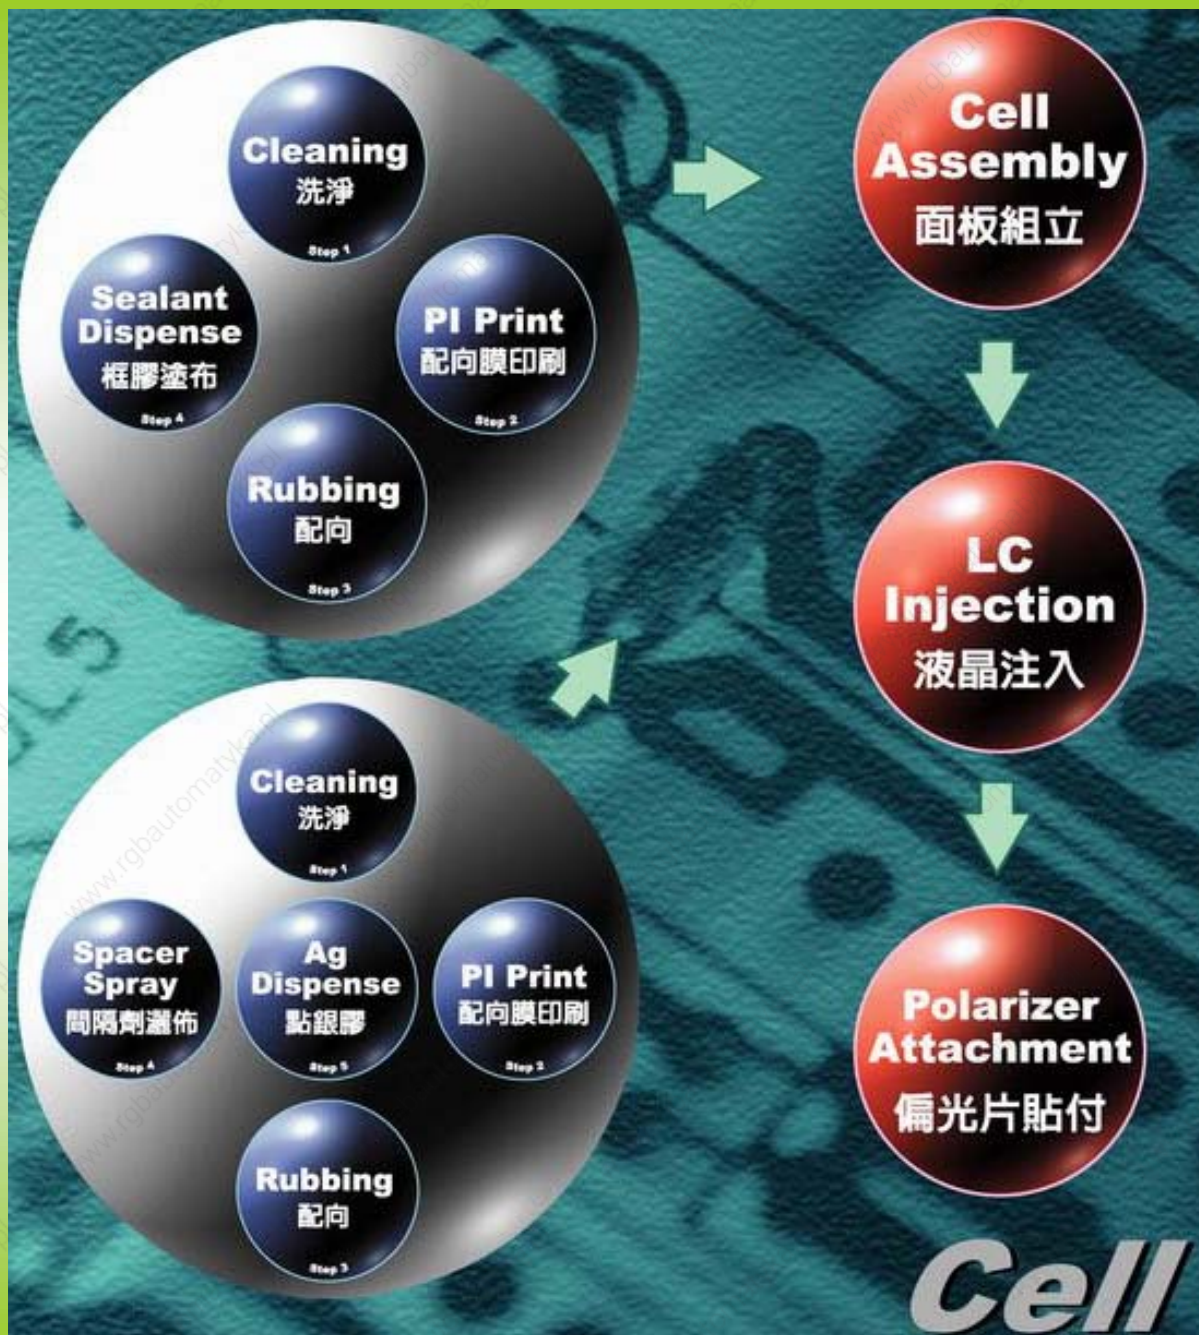 Cleaning
洗淨
Step 1
Sealant
Dispense
框膠塗布
Step 4
PI Print
配向膜印刷
Step 2
Rubbing
配向
Step 3
Cell
Assembly
面板組立
LC
Injection
液晶注入
Cleaning
洗淨
Step 1
Spacer
Spray
間隔劑灑佈
Step 4
Ag
Dispense
點銀膠
Step 5
PI Print
配向膜印刷
Step 2
Rubbing
配向
Step 3
Polarizer
Attachment
偏光片貼付
Cell
www.rgbautomatyka.pl